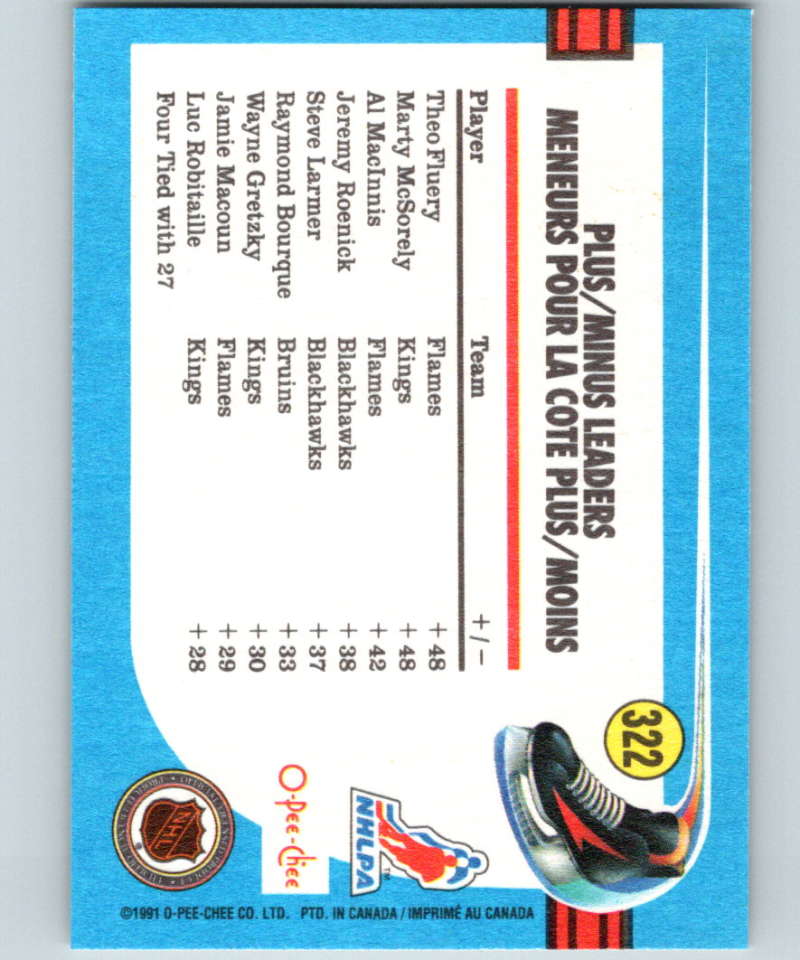 322
PLUS/MINUS LEADERS
MENEURS POUR LA COTE PLUS/MOINS
Player Team +/−
Theo Fluery Flames +48
Marty McSorely Kings +48
Al MacInnis Flames +42
Jeremy Roenick Blackhawks +38
Steve Larmer Blackhawks +37
Raymond Bourque Bruins +33
Wayne Gretzky Kings +30
Jamie Macoun Flames +29
Luc Robitaille Kings +28
Four Tied with 27
NHLPA TM
O-Pee-Chee
NHL
©1991 O-PEE-CHEE CO. LTD. PTD. IN CANADA / IMPRIMÉ AU CANADA